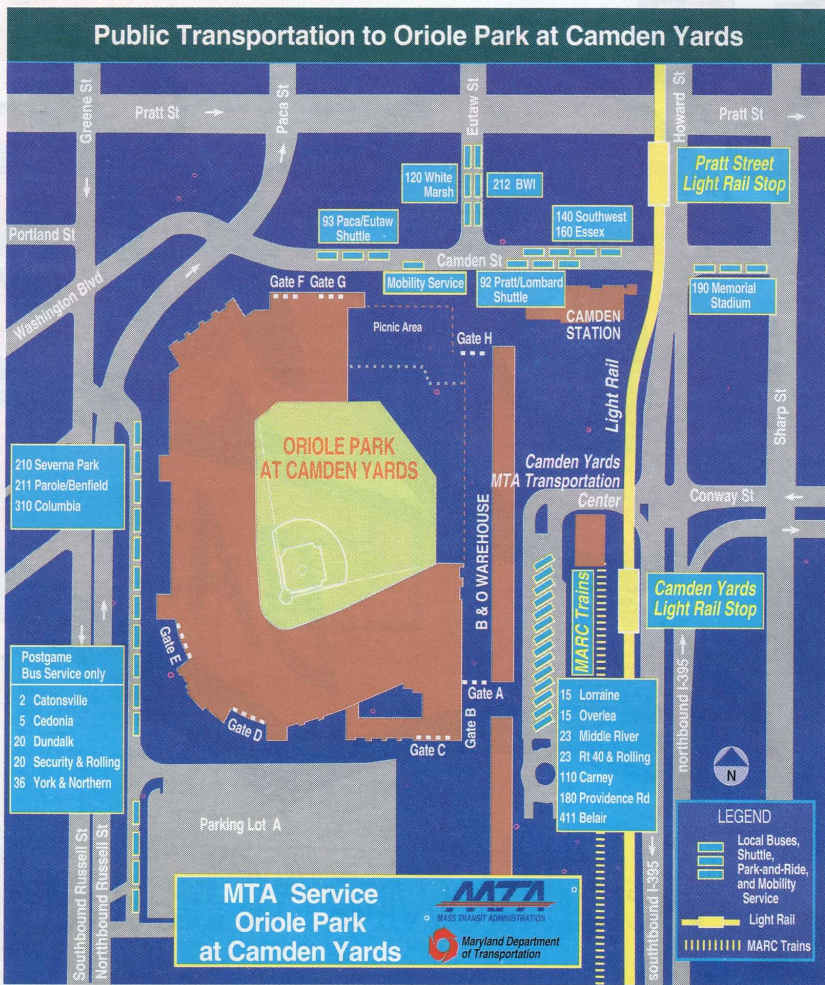 Public Transportation to Oriole Park at Camden Yards
Greene St
Pratt St
Paca St
Eutaw St
Howard St
Pratt St
Pratt Street
Light Rail Stop
120 White
Marsh
212 BWI
93 Paca/Eutaw
Shuttle
140 Southwest
160 Essex
Portland St
Washington Blvd
Camden St
Mobility Service
92 Pratt/Lombard
Shuttle
190 Memorial
Stadium
Gate F Gate G
Picnic Area
Gate H
CAMDEN
STATION
Light Rail
Sharp St
ORIOLE PARK
AT CAMDEN YARDS
Camden Yards
MTA Transportation
Center
Conway St
210 Severna Park
211 Parole/Benfield
310 Columbia
B & O WAREHOUSE
MARC Trains
Camden Yards
Light Rail Stop
Gate E
Gate D
Gate C
Gate A
Gate B
Postgame
Bus Service only
2 Catonsville
5 Cedonia
20 Dundalk
20 Security & Rolling
36 York & Northern
15 Lorraine
15 Overlea
23 Middle River
23 Rt 40 & Rolling
110 Carney
180 Providence Rd
411 Belair
northbound I-395
southtbound I-395
N
Parking Lot A
Southbound Russell St
Northtbound Russell St
LEGEND
Local Buses,
Shuttle,
Park-and-Ride,
and Mobility
Service
Light Rail
MARC Trains
MTA Service
Oriole Park
at Camden Yards
MTA
MASS TRANSIT ADMINISTRATION
Maryland Department
of Transportation